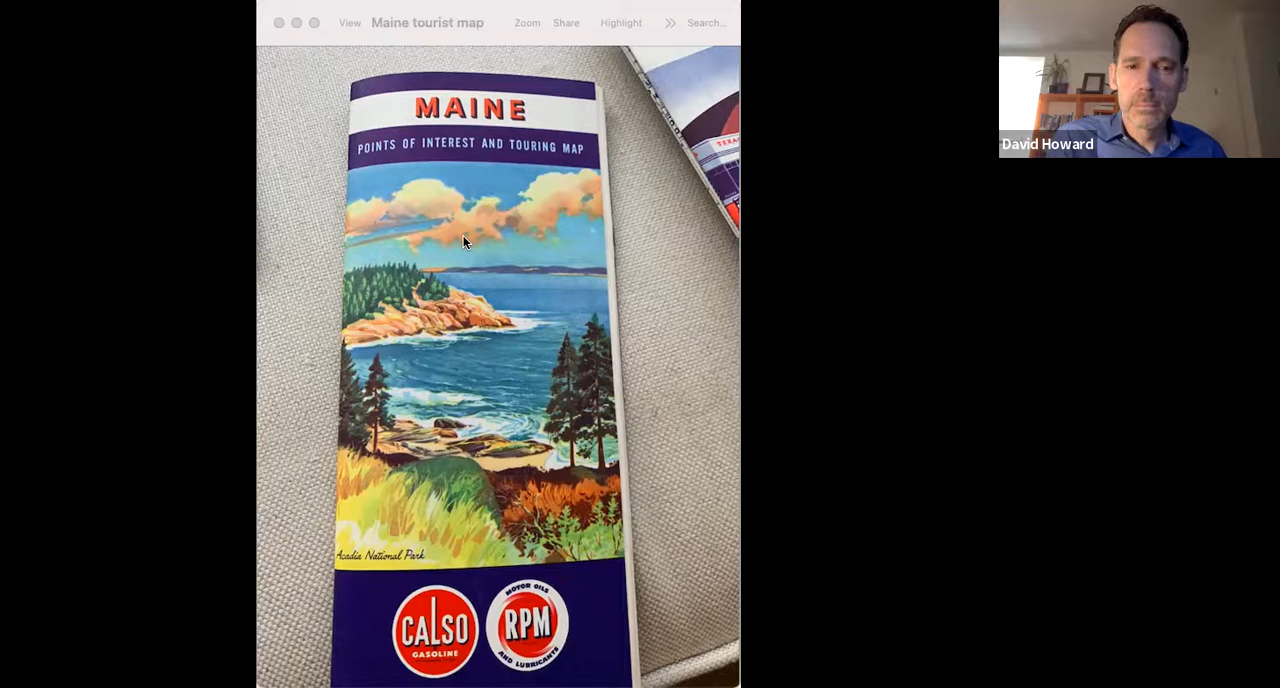 View Maine tourist map Zoom Share Highlight >> Search...
MAINE
POINTS OF INTEREST AND TOURING MAP
TEXA
Acadia National Park
CALSO
GASOLINE
MOTOR OILS
RPM
AND LUBRICANTS
David Howard